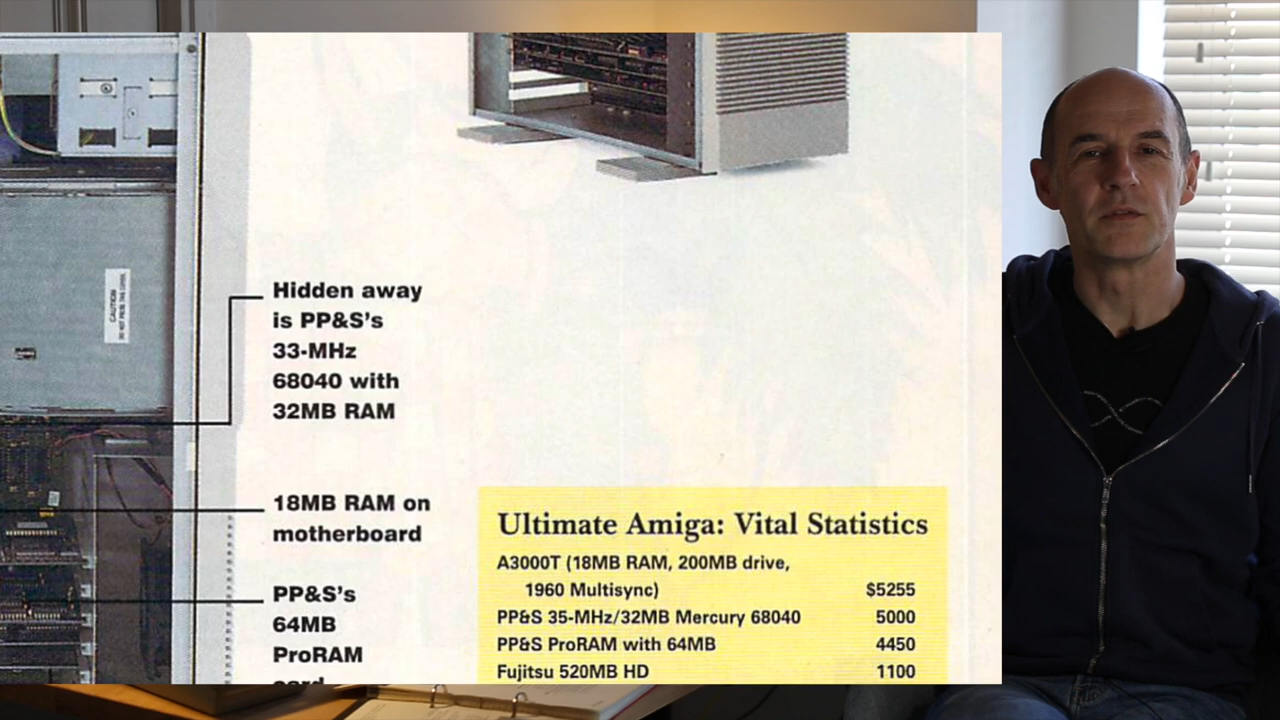 CAUTION
Hidden away
is PP&S's
33-MHz
68040 with
32MB RAM
18MB RAM on
motherboard
PP&S's
64MB
ProRAM
card
Ultimate Amiga: Vital Statistics
A3000T (18MB RAM, 200MB drive,
1960 Multisync) $5255
PP&S 35-MHz/32MB Mercury 68040 5000
PP&S ProRAM with 64MB 4450
Fujitsu 520MB HD 1100